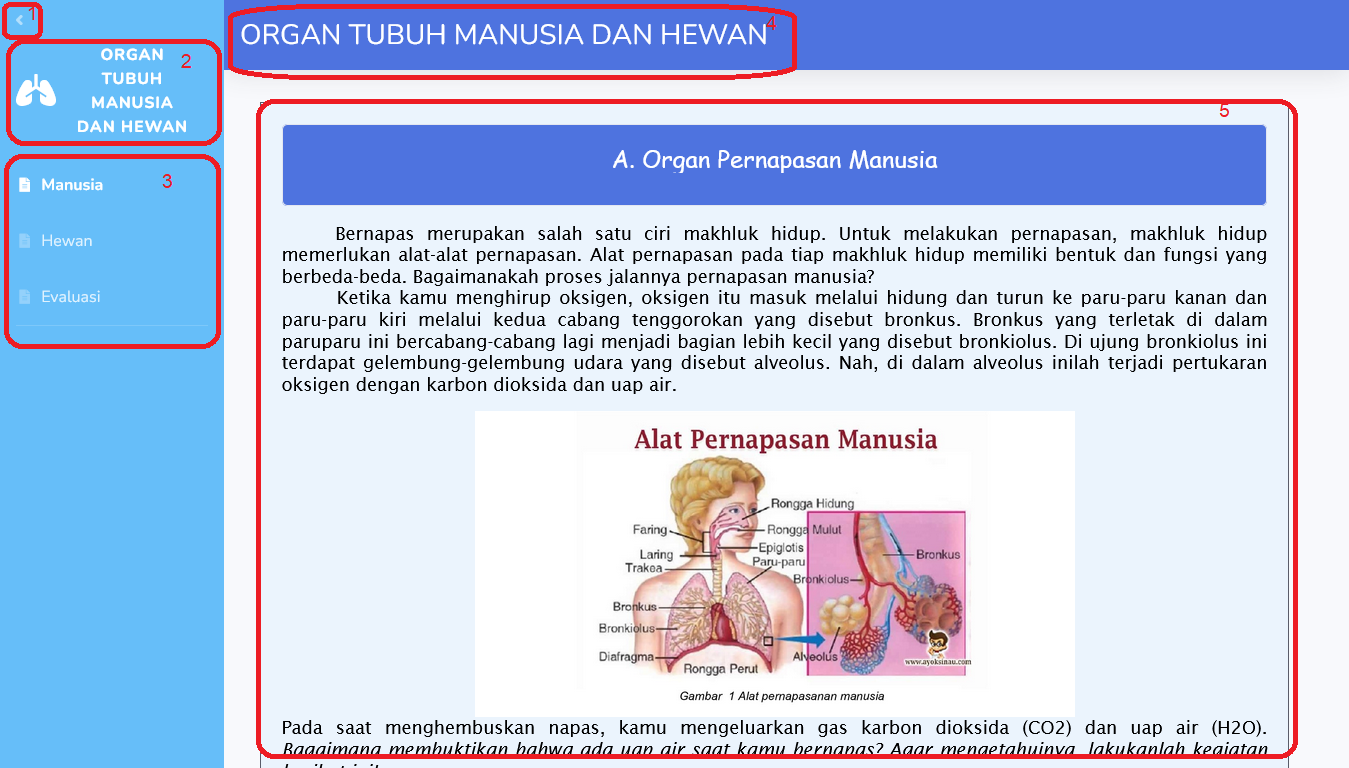 1
2
ORGAN
TUBUH
MANUSIA
DAN HEWAN
3
Manusia
Hewan
Evaluasi
ORGAN TUBUH MANUSIA DAN HEWAN
4
5
A. Organ Pernapasan Manusia
Bernapas merupakan salah satu ciri makhluk hidup. Untuk melakukan pernapasan, makhluk hidup
memerlukan alat-alat pernapasan. Alat pernapasan pada tiap makhluk hidup memiliki bentuk dan fungsi yang
berbeda-beda. Bagaimanakah proses jalannya pernapasan manusia?
Ketika kamu menghirup oksigen, oksigen itu masuk melalui hidung dan turun ke paru-paru kanan dan
paru-paru kiri melalui kedua cabang tenggorokan yang disebut bronkus. Bronkus yang terletak di dalam
paruparu ini bercabang-cabang lagi menjadi bagian lebih kecil yang disebut bronkiolus. Di ujung bronkiolus ini
terdapat gelembung-gelembung udara yang disebut alveolus. Nah, di dalam alveolus inilah terjadi pertukaran
oksigen dengan karbon dioksida dan uap air.
Alat Pernapasan Manusia
Rongga Hidung
Faring
Rongga Mulut
Laring
Epiglotis
Trakea
Paru-paru
Bronkus
Bronkiolus
Bronkus
Bronkiolus
Diafragma
Rongga Perut
Alveolus
www.ayoksinau.com
Gambar 1 Alat pernapasanan manusia
Pada saat menghembuskan napas, kamu mengeluarkan gas karbon dioksida (CO2) dan uap air (H2O).
Bagaimana membuktikan bahwa ada uap air saat kamu bernapas? Agar mengetahuinya, lakukanlah kegiatan